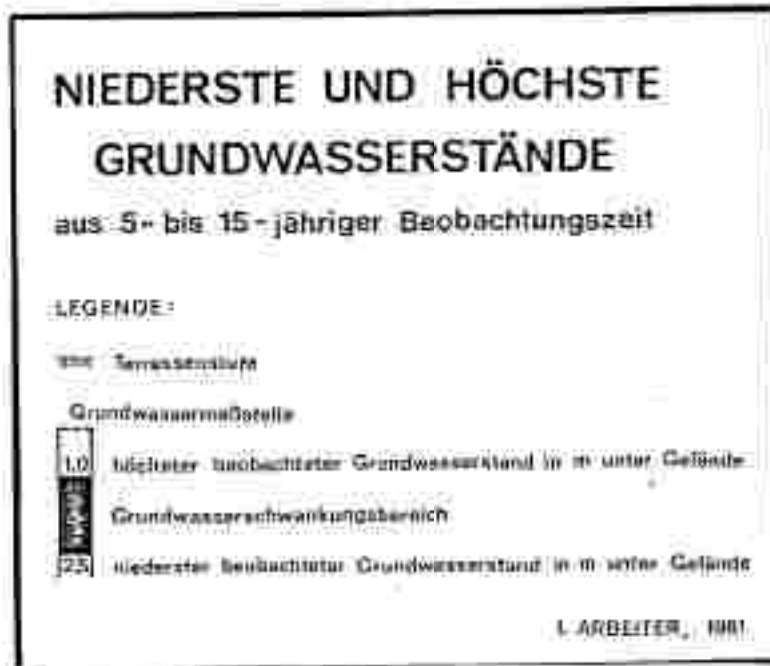 NIEDERSTE UND HÖCHSTE
GRUNDWASSERSTÄNDE
aus 5- bis 15-jähriger Beobachtungszeit
LEGENDE:
Terrassenstufe
Grundwassermeßstelle
1.0 höchster beobachteter Grundwasserstand in m unter Gelände
Grundwasserschwankungsbereich
2.5 niederster beobachteter Grundwasserstand in m unter Gelände
I. ARBEITER, 1981